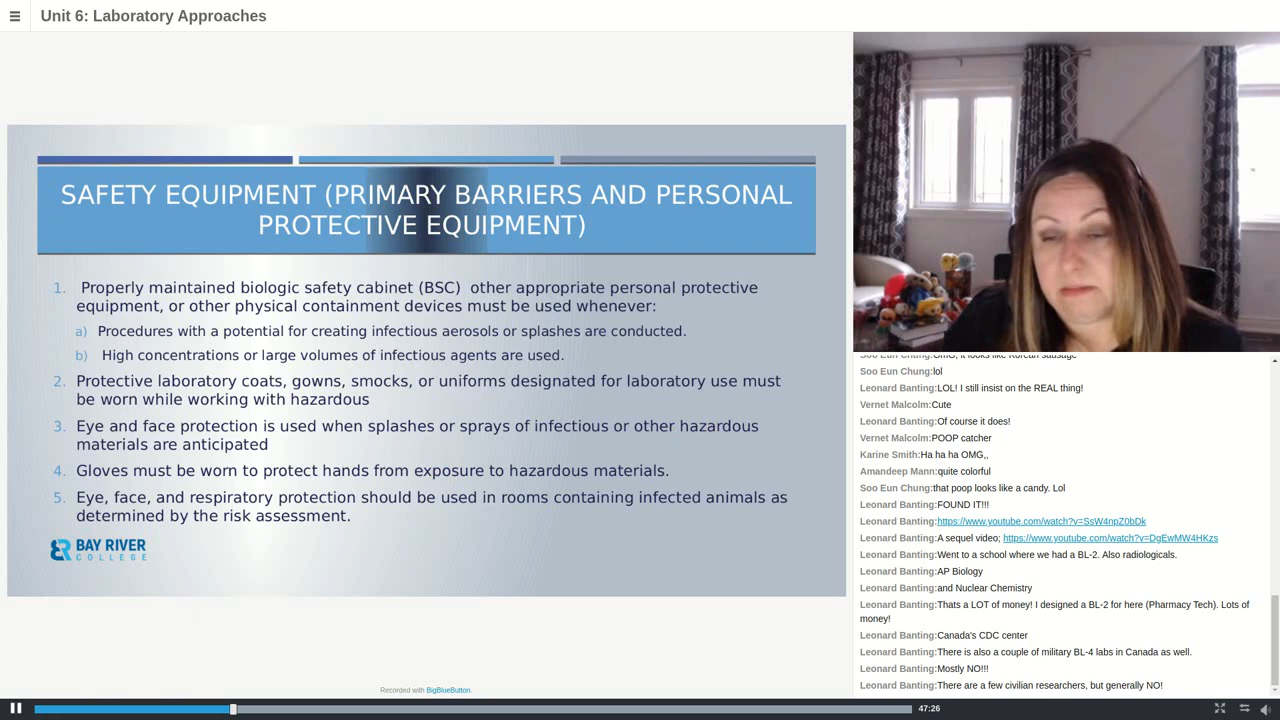 Unit 6: Laboratory Approaches
SAFETY EQUIPMENT (PRIMARY BARRIERS AND PERSONAL
PROTECTIVE EQUIPMENT)
1. Properly maintained biologic safety cabinet (BSC) other appropriate personal protective
equipment, or other physical containment devices must be used whenever:
a) Procedures with a potential for creating infectious aerosols or splashes are conducted.
b) High concentrations or large volumes of infectious agents are used.
2. Protective laboratory coats, gowns, smocks, or uniforms designated for laboratory use must
be worn while working with hazardous
3. Eye and face protection is used when splashes or sprays of infectious or other hazardous
materials are anticipated
4. Gloves must be worn to protect hands from exposure to hazardous materials.
5. Eye, face, and respiratory protection should be used in rooms containing infected animals as
determined by the risk assessment.
BAY RIVER
COLLEGE
Recorded with BigBlueButton.
Soo Eun Chung:OmG, it looks like Korean sausage
Soo Eun Chung:lol
Leonard Banting:LOL! I still insist on the REAL thing!
Vernet Malcolm:Cute
Leonard Banting:Of course it does!
Vernet Malcolm:POOP catcher
Karine Smith:Ha ha ha OMG,,
Amandeep Mann:quite colorful
Soo Eun Chung:that poop looks like a candy. Lol
Leonard Banting:FOUND IT!!!
Leonard Banting:https://www.youtube.com/watch?v=SsW4npZ0bDk
Leonard Banting:A sequel video; https://www.youtube.com/watch?v=DgEwMW4HKzs
Leonard Banting:Went to a school where we had a BL-2. Also radiologicals.
Leonard Banting:AP Biology
Leonard Banting:and Nuclear Chemistry
Leonard Banting:Thats a LOT of money! I designed a BL-2 for here (Pharmacy Tech). Lots of
money!
Leonard Banting:Canada's CDC center
Leonard Banting:There is also a couple of military BL-4 labs in Canada as well.
Leonard Banting:Mostly NO!!!
Leonard Banting:There are a few civilian researchers, but generally NO!
47:26